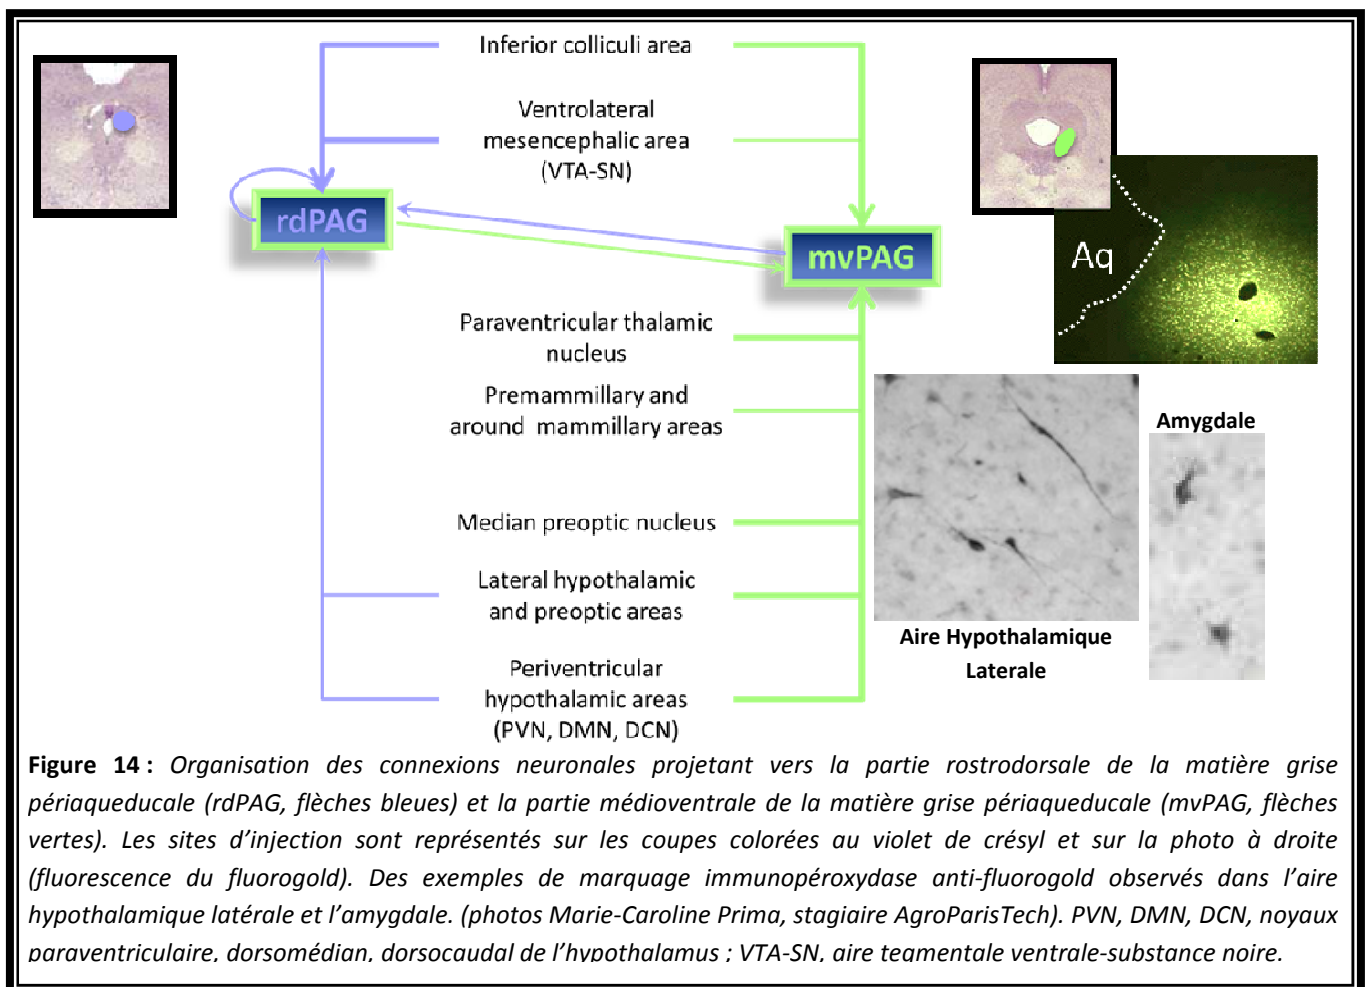 Inferior colliculi area
Ventrolateral
mesencephalic area
(VTA-SN)
rdPAG
mvPAG
Aq
Paraventricular thalamic
nucleus
Premammillary and
around mammillary areas
Median preoptic nucleus
Lateral hypothalamic
and preoptic areas
Periventricular
hypothalamic areas
(PVN, DMN, DCN)
Amygdale
Aire Hypothalamique
Laterale
Figure 14 : Organisation des connexions neuronales projetant vers la partie rostrodorsale de la matière grise
périaqueducale (rdPAG, flèches bleues) et la partie médioventrale de la matière grise périaqueducale (mvPAG, flèches
vertes). Les sites d’injection sont représentés sur les coupes colorées au violet de crésyl et sur la photo à droite
(fluorescence du fluorogold). Des exemples de marquage immunopéroxydase anti-fluorogold observés dans l’aire
hypothalamique latérale et l’amygdale. (photos Marie-Caroline Prima, stagiaire AgroParisTech). PVN, DMN, DCN, noyaux
paraventriculaire, dorsomédian, dorsocaudal de l’hypothalamus ; VTA-SN, aire tegmentale ventrale-substance noire.